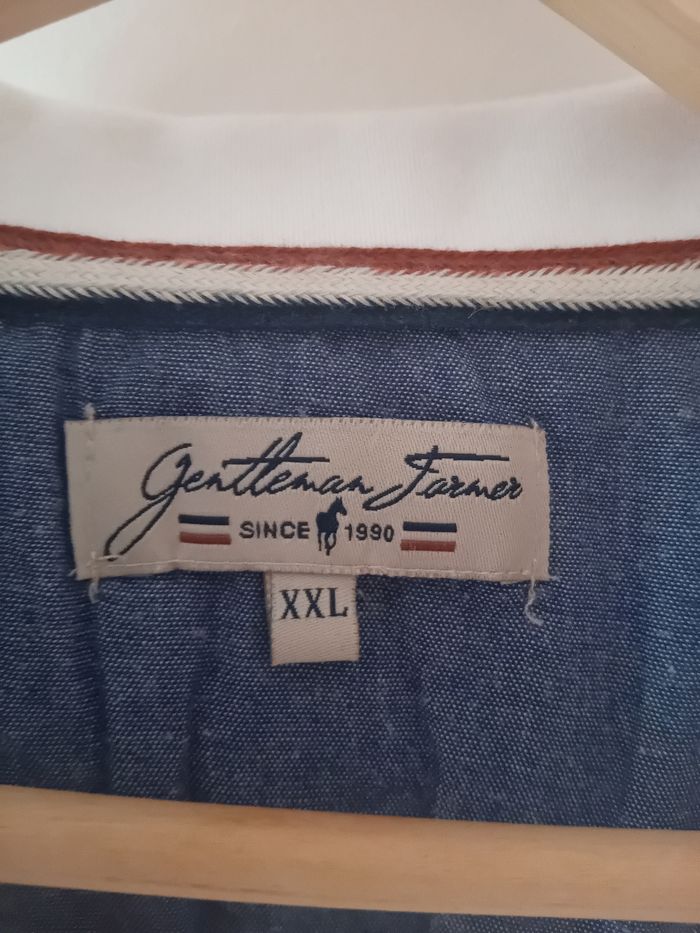 Gentleman Farmer
SINCE 1990
XXL